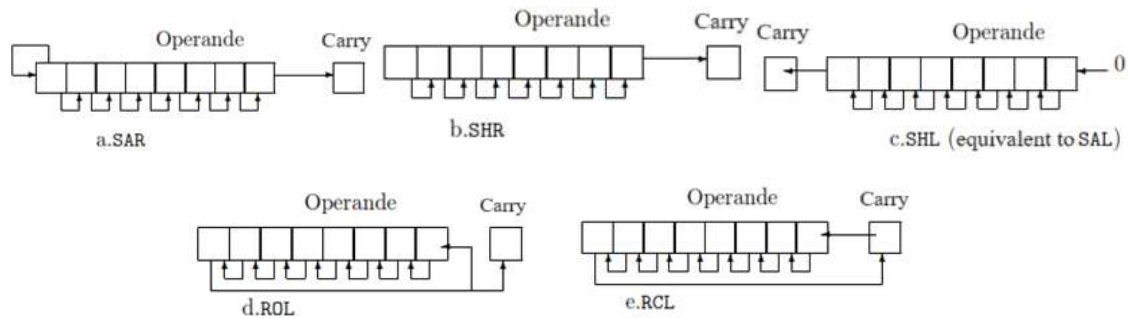 Operande
Carry
a.SAR
Operande
Carry
b.SHR
Carry
Operande
0
c.SHL (equivalent to SAL)
Operande
Carry
d.ROL
Operande
Carry
e.RCL